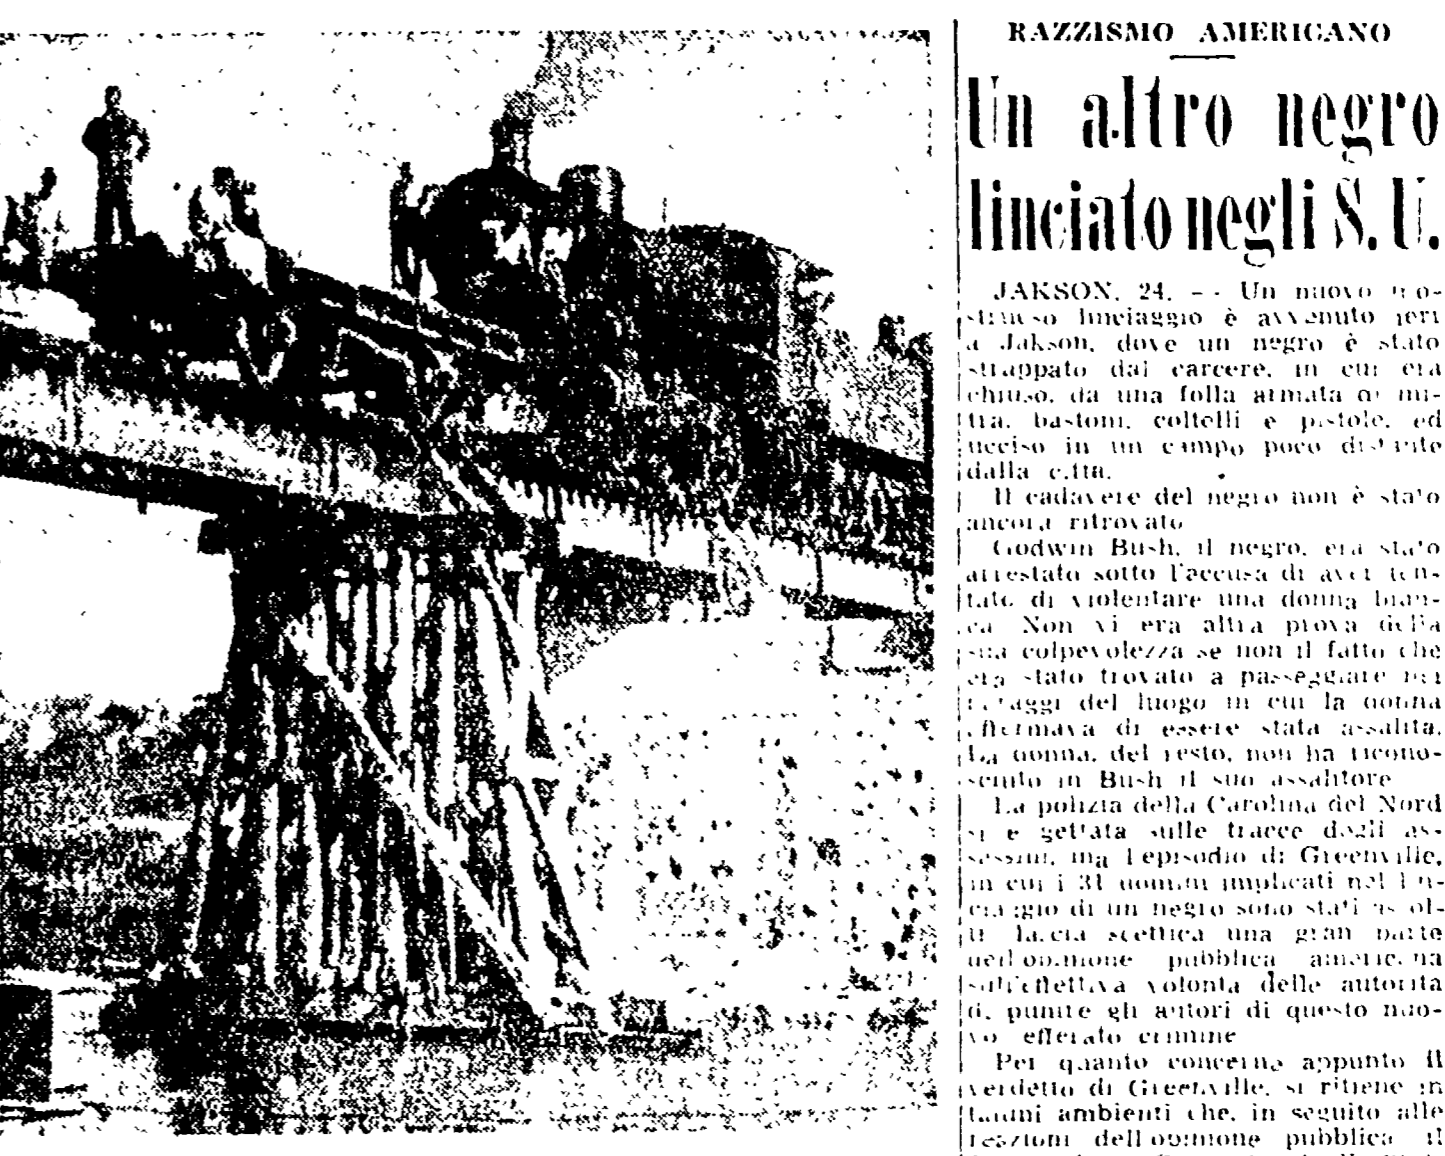 RAZZISMO AMERICANO
Un altro negro
linciato negli S. U.
JAKSON, 24. -- Un nuovo mo-
struoso linciaggio è avvenuto ieri
a Jakson, dove un negro è stato
strappato dal carcere, in cui era
chiuso, da una folla armata di mi-
tra, bastoni, coltelli e pistole, ed
ucciso in un campo poco distante
dalla città.
Il cadavere del negro non è stato
ancora ritrovato
Godwin Bush, il negro, era stato
arrestato sotto l'accusa di aver ten-
tato di violentare una donna bian-
ca. Non vi era altra prova della
sua colpevolezza se non il fatto che
era stato trovato a passeggiare nei
paraggi del luogo in cui la donna
affermava di essere stata assalita.
La donna, del resto, non ha ricono-
sciuto in Bush il suo assalitore
La polizia della Carolina del Nord
si è gettata sulle tracce degli as-
sessini, ma l'episodio di Greenville,
in cui i 31 uomini implicati nel lin-
ciaggio di un negro sono stati assol-
ti lascia scettica una gran parte
dell'opinione pubblica americana
sull'effettiva volontà delle autorità
di punire gli autori di questo nuo-
vo efferato crimine
Per quanto concerne appunto il
verdetto di Greenville, si ritiene in
taluni ambienti che, in seguito alle
reazioni dell'opinione pubblica il